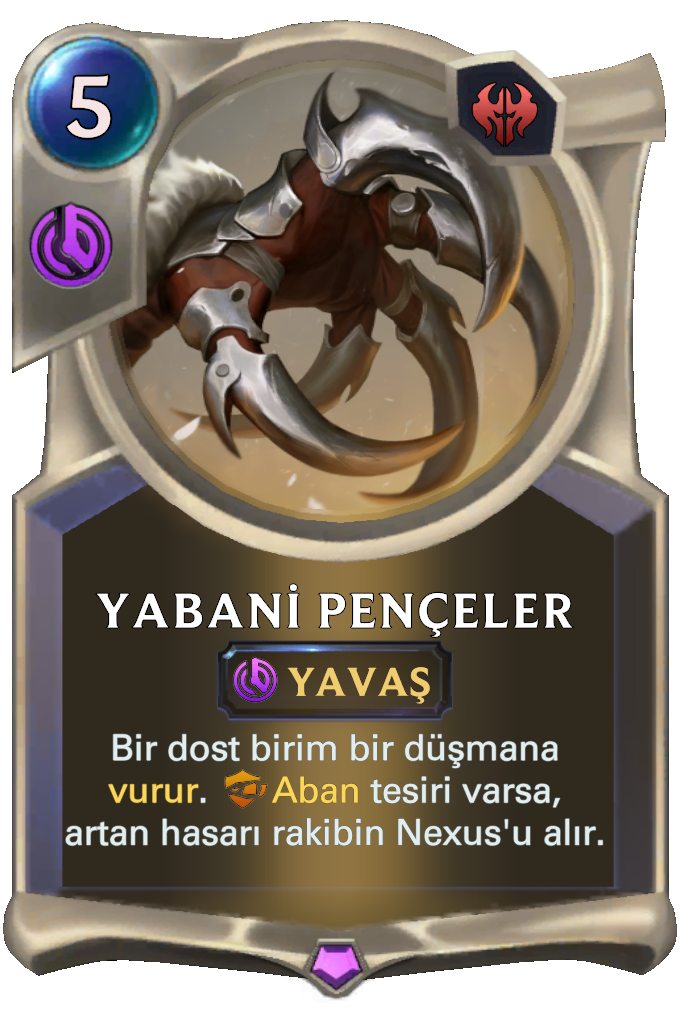 5
YABANİ PENÇELER
YAVAŞ
Bir dost birim bir düşmana
vurur. Aban tesiri varsa,
artan hasarı rakibin Nexus'u alır.